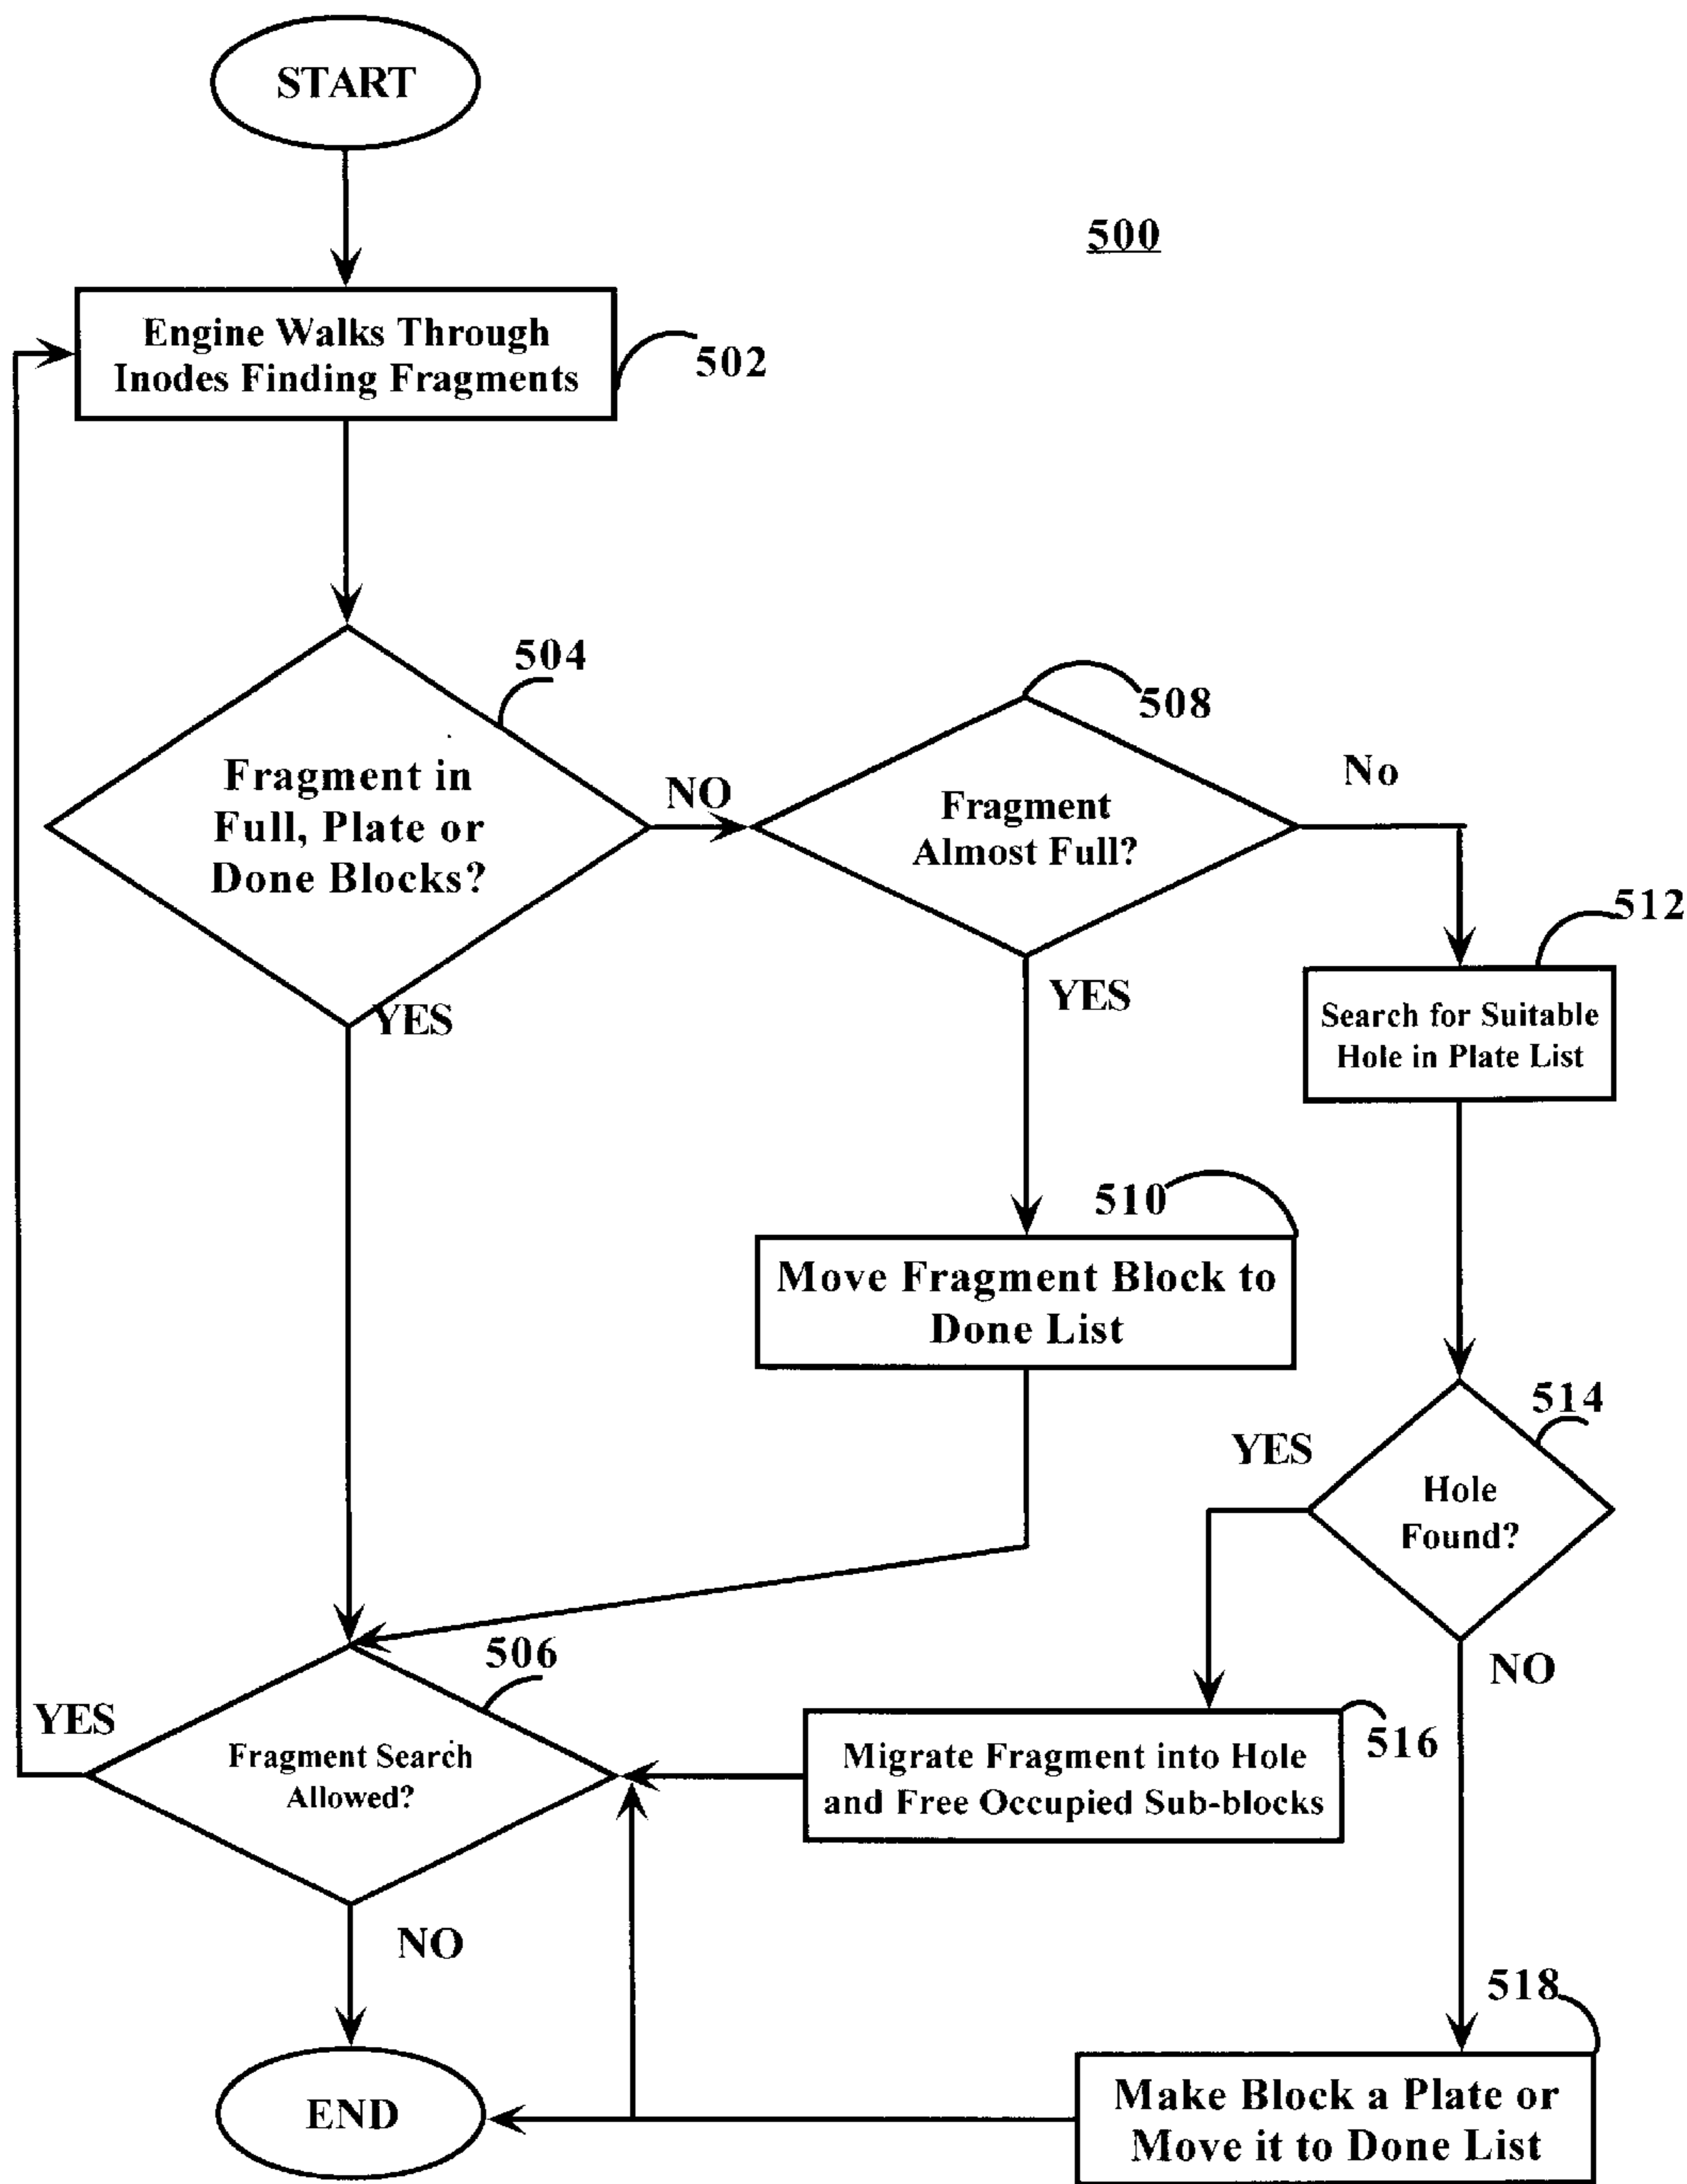 START
500
Engine Walks Through
Inodes Finding Fragments
502
504
Fragment in
Full, Plate or
Done Blocks?
NO
YES
508
Fragment
Almost Full?
No
YES
512
Search for Suitable
Hole in Plate List
510
Move Fragment Block to
Done List
514
Hole
Found?
YES
NO
506
Fragment Search
Allowed?
YES
NO
516
Migrate Fragment into Hole
and Free Occupied Sub-blocks
518
Make Block a Plate or
Move it to Done List
END